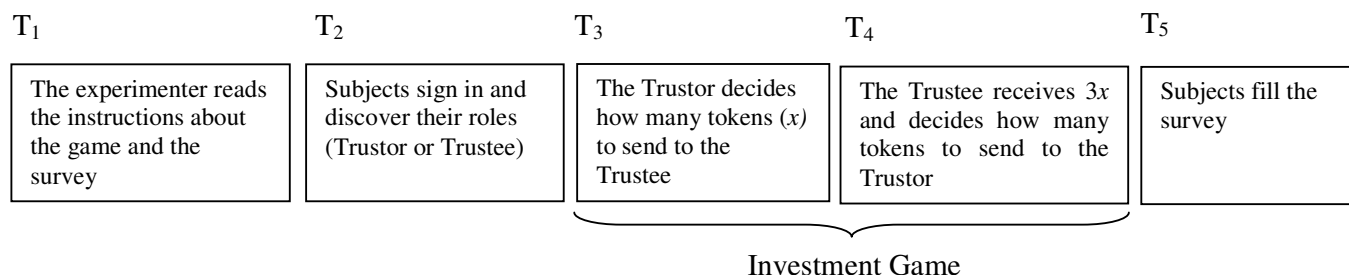 T1
T2
T3
T4
T5
The experimenter reads
the instructions about
the game and the
survey
Subjects sign in and
discover their roles
(Trustor or Trustee)
The Trustor decides
how many tokens (x)
to send to the
Trustee
The Trustee receives 3x
and decides how many
tokens to send to the
Trustor
Subjects fill the
survey
Investment Game